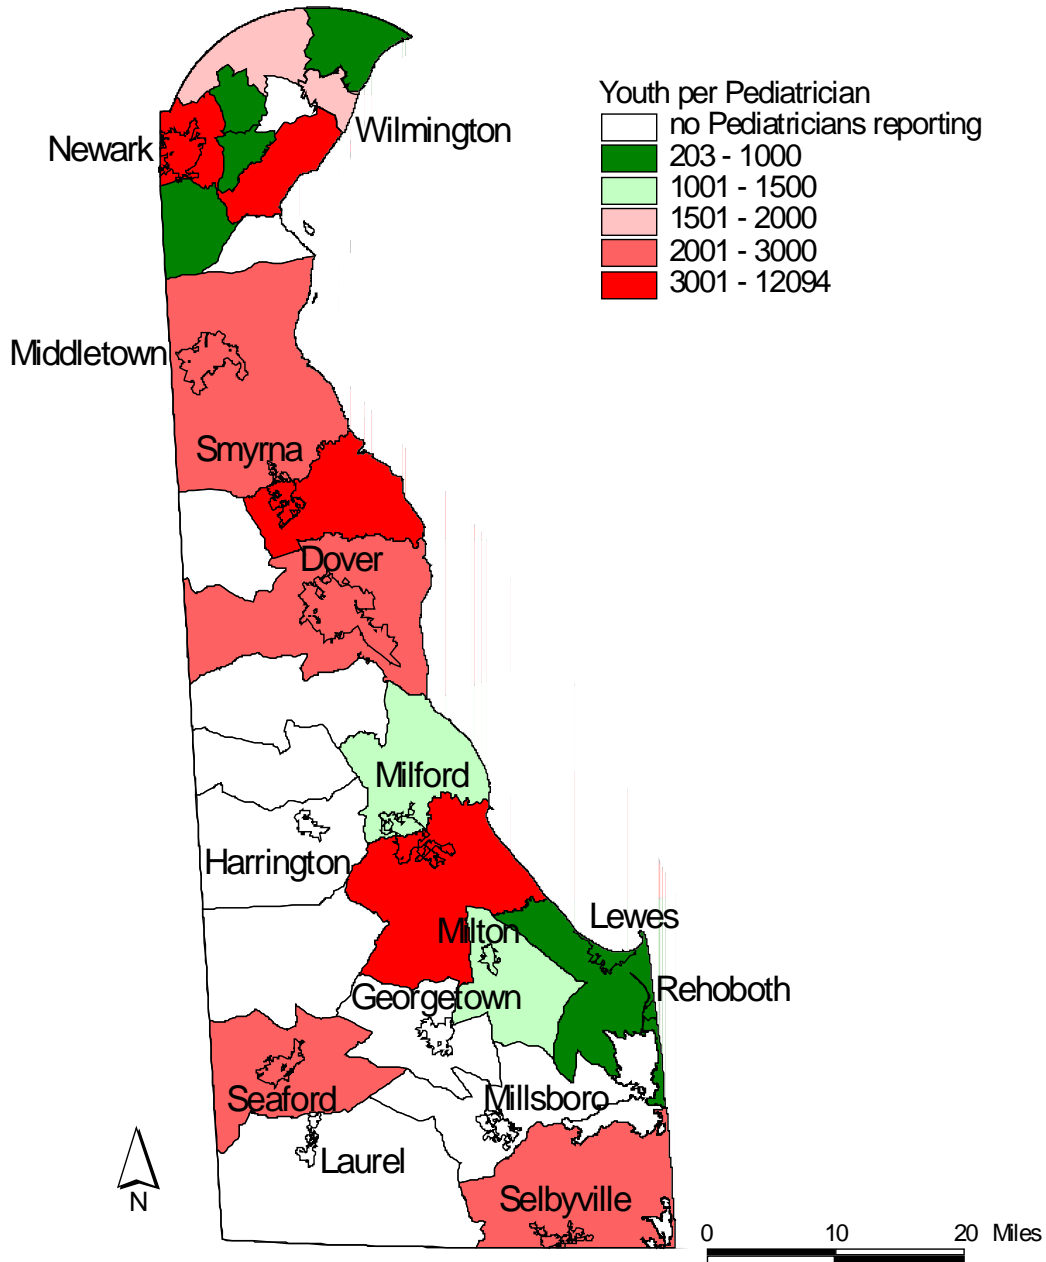 Youth per Pediatrician
no Pediatricians reporting
203 - 1000
1001 - 1500
1501 - 2000
2001 - 3000
3001 - 12094
Wilmington
Newark
Middletown
Smyrna
Dover
Milford
Harrington
Lewes
Milton
Rehoboth
Georgetown
Seaford
Millsboro
Laurel
Selbyville
N
0 10 20 Miles